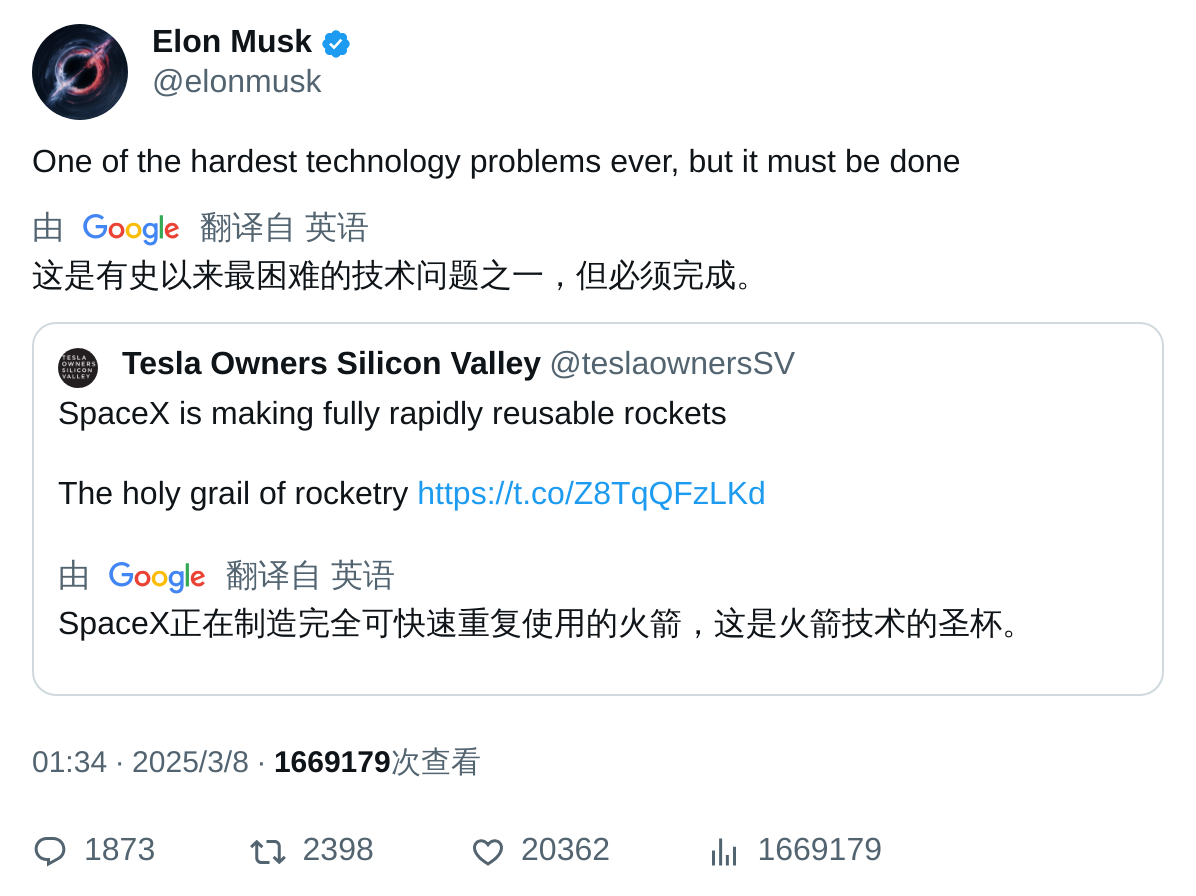 Elon Musk
@elonmusk
One of the hardest technology problems ever, but it must be done
由 Google 翻译自 英语
这是有史以来最困难的技术问题之一，但必须完成。
TESLA
OWNERS
SILICON
VALLEY
Tesla Owners Silicon Valley @teslaownersSV
SpaceX is making fully rapidly reusable rockets
The holy grail of rocketry https://t.co/Z8TqQFzLKd
由 Google 翻译自 英语
SpaceX正在制造完全可快速重复使用的火箭，这是火箭技术的圣杯。
01:34 · 2025/3/8 · 1669179次查看
1873 2398 20362 1669179